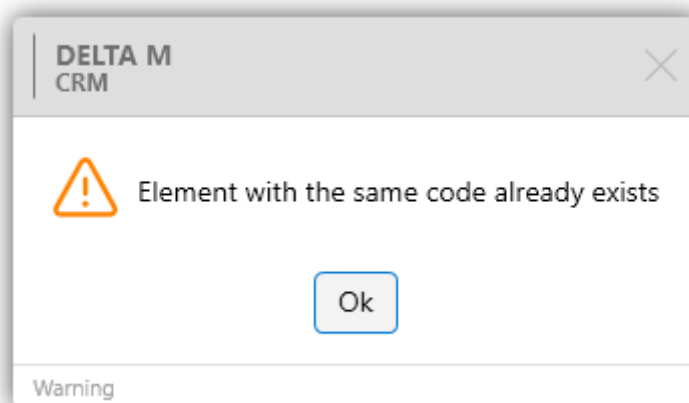 DELTA M
CRM
Element with the same code already exists
Ok
Warning